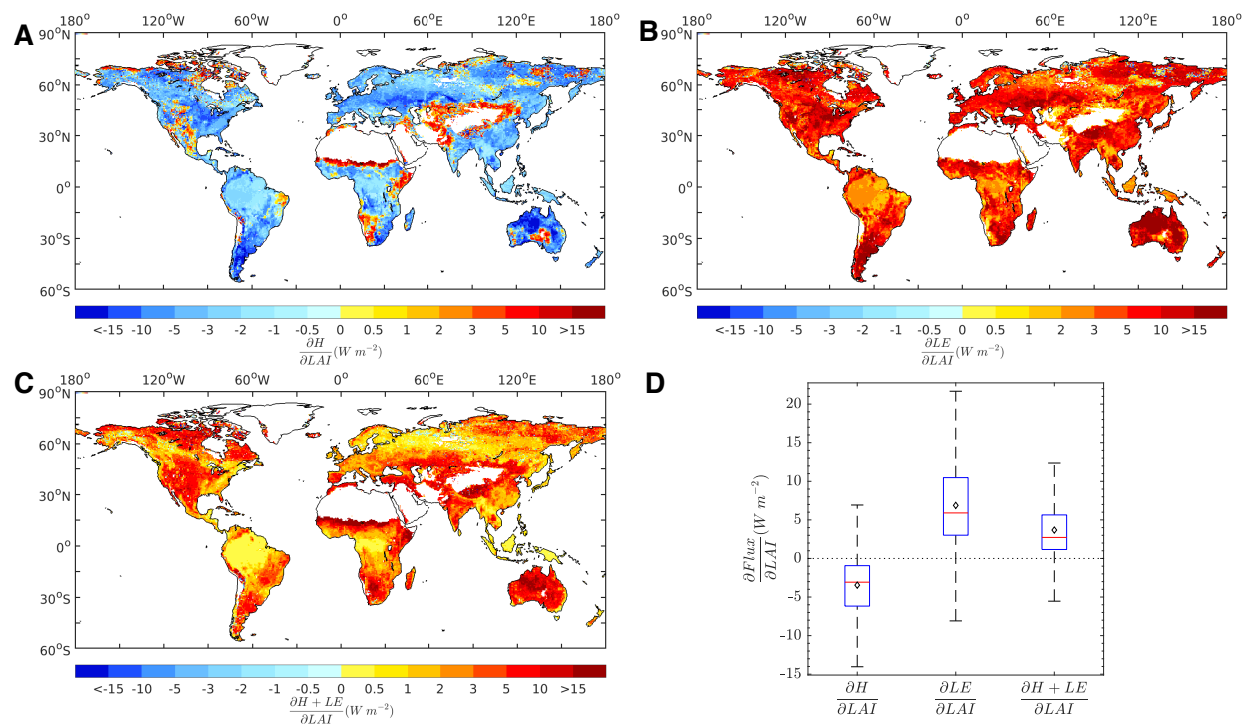 A
180° 120°W 60°W 0° 60°E 120°E 180°
90°N
60°N
30°N
0°
30°S
60°S
<-15 -10 -5 -3 -2 -1 -0.5 0 0.5 1 2 3 5 10 >15
∂H/∂LAI (W m⁻²)
B
180° 120°W 60°W 0° 60°E 120°E 180°
90°N
60°N
30°N
0°
30°S
60°S
<-15 -10 -5 -3 -2 -1 -0.5 0 0.5 1 2 3 5 10 >15
∂LE/∂LAI (W m⁻²)
C
180° 120°W 60°W 0° 60°E 120°E 180°
90°N
60°N
30°N
0°
30°S
60°S
<-15 -10 -5 -3 -2 -1 -0.5 0 0.5 1 2 3 5 10 >15
∂H + LE/∂LAI (W m⁻²)
D
∂Flux/∂LAI (W m⁻²)
20
15
10
5
0
-5
-10
-15
∂H/∂LAI ∂LE/∂LAI ∂H + LE/∂LAI